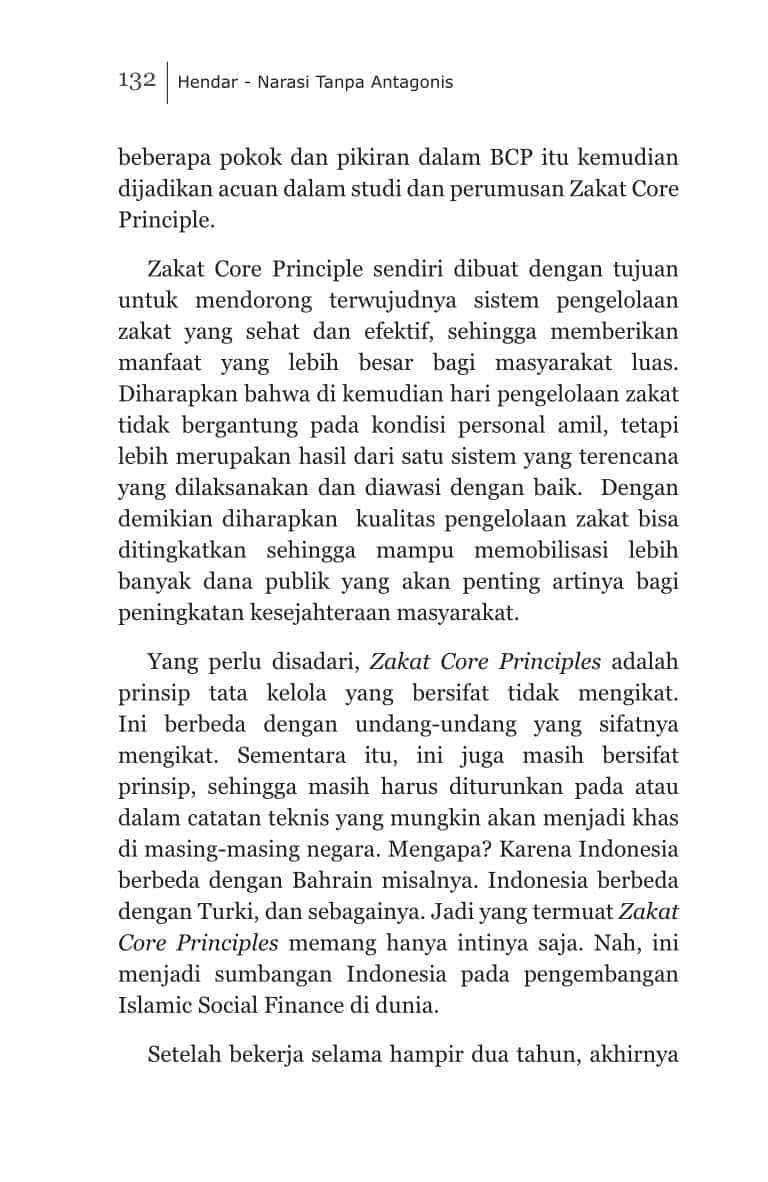 132 Hendar - Narasi Tanpa Antagonis
beberapa pokok dan pikiran dalam BCP itu kemudian
dijadikan acuan dalam studi dan perumusan Zakat Core
Principle.
Zakat Core Principle sendiri dibuat dengan tujuan
untuk mendorong terwujudnya sistem pengelolaan
zakat yang sehat dan efektif, sehingga memberikan
manfaat yang lebih besar bagi masyarakat luas.
Diharapkan bahwa di kemudian hari pengelolaan zakat
tidak bergantung pada kondisi personal amil, tetapi
lebih merupakan hasil dari satu sistem yang terencana
yang dilaksanakan dan diawasi dengan baik. Dengan
demikian diharapkan kualitas pengelolaan zakat bisa
ditingkatkan sehingga mampu memobilisasi lebih
banyak dana publik yang akan penting artinya bagi
peningkatan kesejahteraan masyarakat.
Yang perlu disadari, Zakat Core Principles adalah
prinsip tata kelola yang bersifat tidak mengikat.
Ini berbeda dengan undang-undang yang sifatnya
mengikat. Sementara itu, ini juga masih bersifat
prinsip, sehingga masih harus diturunkan pada atau
dalam catatan teknis yang mungkin akan menjadi khas
di masing-masing negara. Mengapa? Karena Indonesia
berbeda dengan Bahrain misalnya. Indonesia berbeda
dengan Turki, dan sebagainya. Jadi yang termuat Zakat
Core Principles memang hanya intinya saja. Nah, ini
menjadi sumbangan Indonesia pada pengembangan
Islamic Social Finance di dunia.
Setelah bekerja selama hampir dua tahun, akhirnya